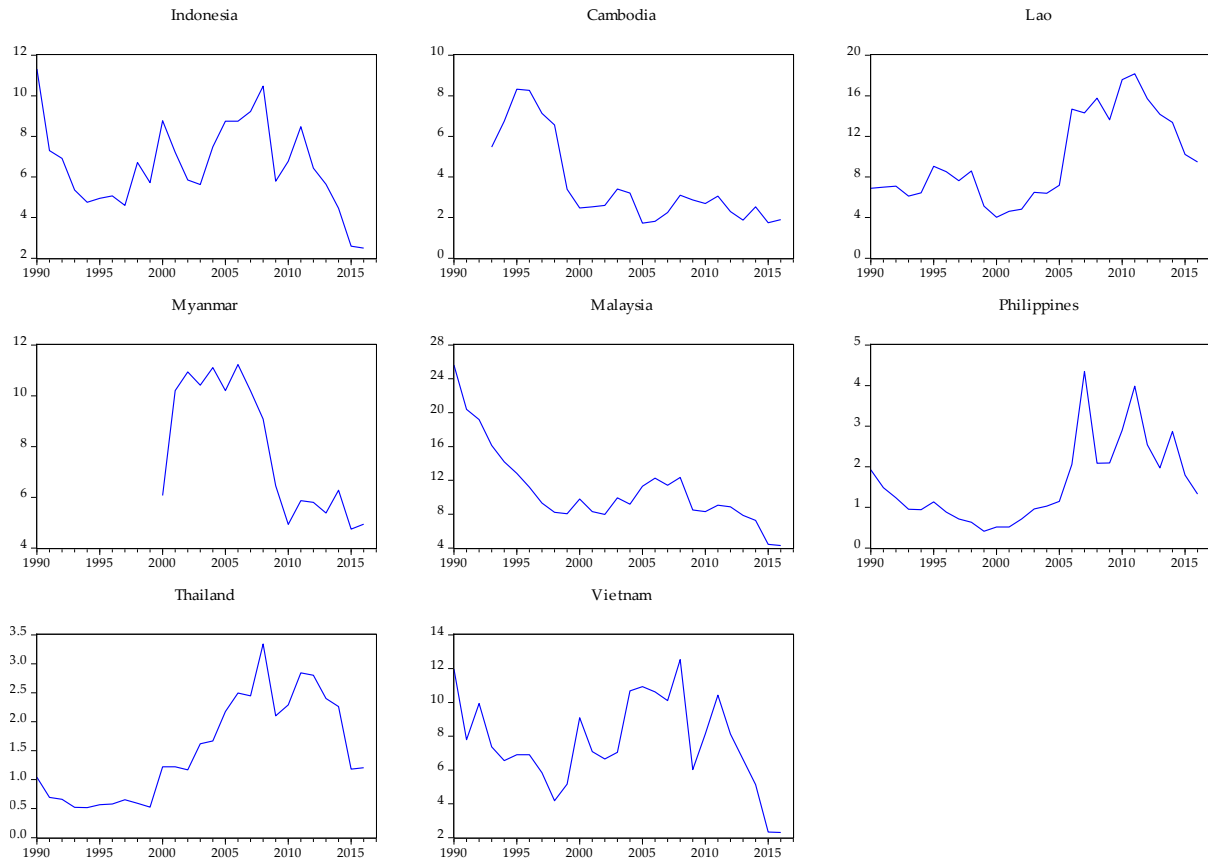 Indonesia Cambodia Lao
12 10 20
10 8 16
8 6 12
6 4 8
4 2 4
2 0 0
1990 1995 2000 2005 2010 2015 1990 1995 2000 2005 2010 2015 1990 1995 2000 2005 2010 2015
Myanmar Malaysia Philippines
12 28 5
24
10 4
20
8 16 3
12 2
6
8 1
4 4 0
1990 1995 2000 2005 2010 2015 1990 1995 2000 2005 2010 2015 1990 1995 2000 2005 2010 2015
Thailand Vietnam
3.5 14
3.0 12
2.5 10
2.0
1.5 8
1.0 6
0.5 4
0.0 2
1990 1995 2000 2005 2010 2015 1990 1995 2000 2005 2010 2015